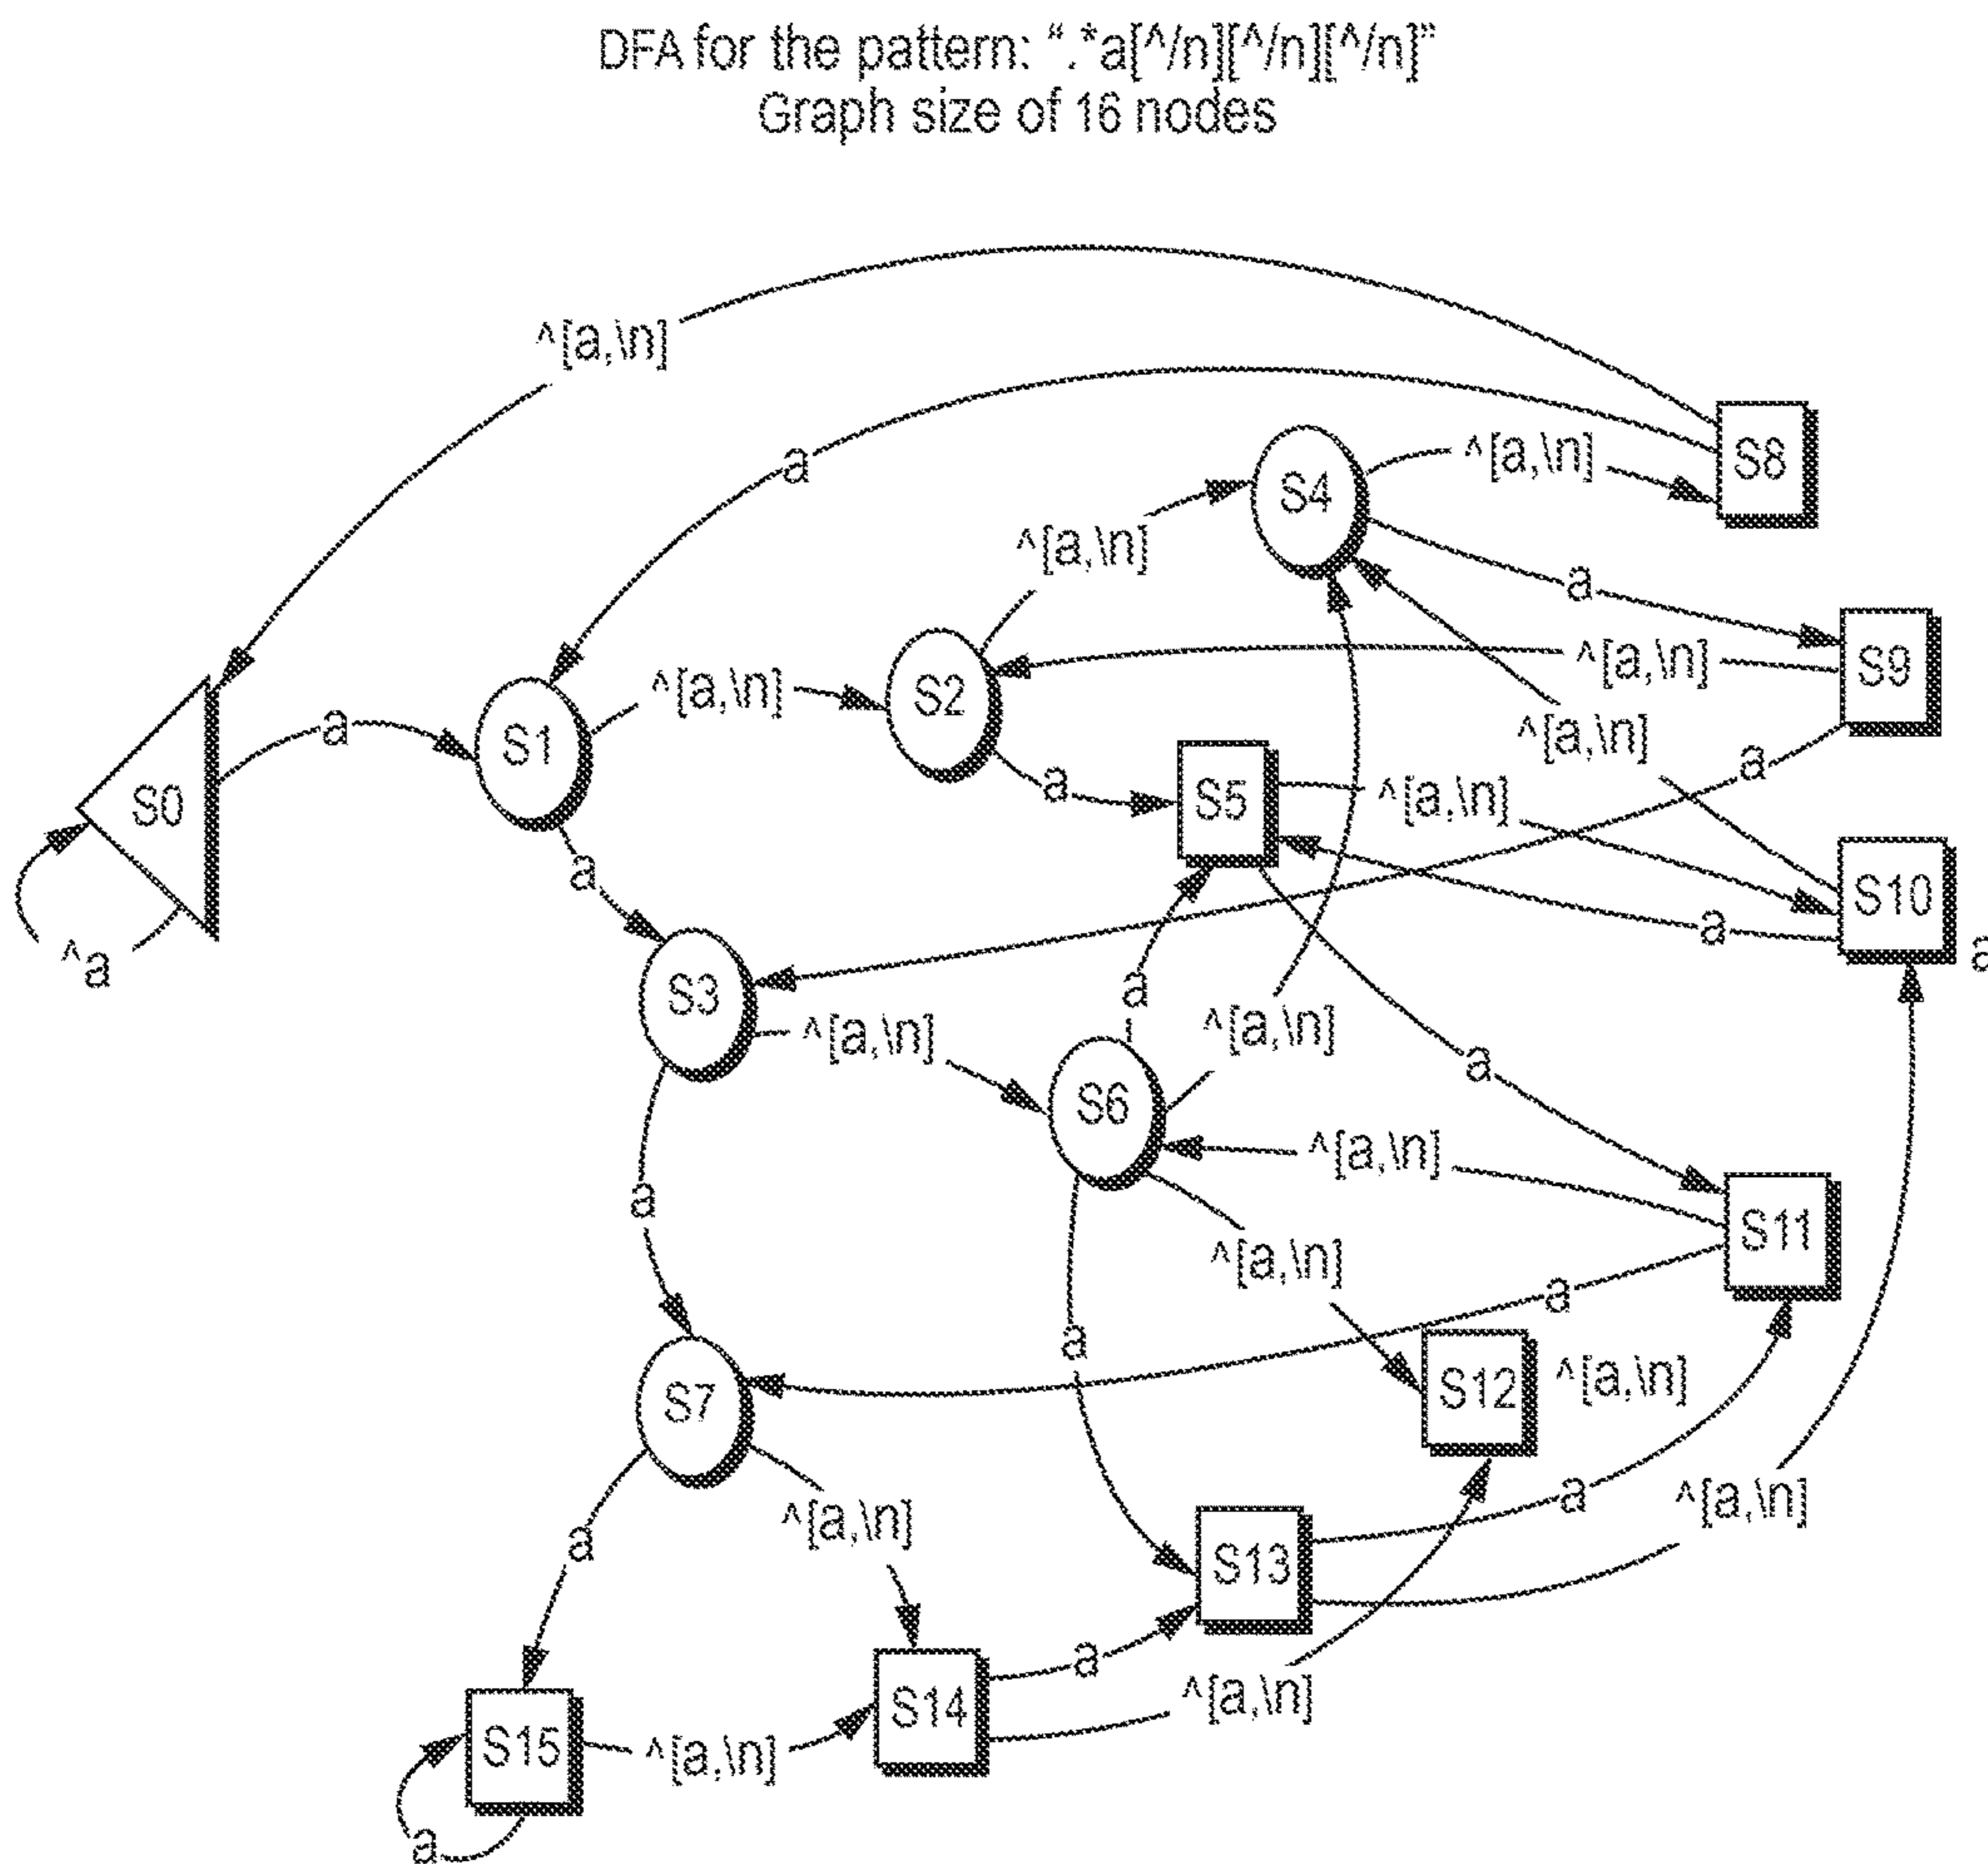 DFA for the pattern: “.*a[^/n][^/n][^/n]”
Graph size of 16 nodes
^[a,\n]
a
S8
S4
^[a,\n]
^[a,\n]
a
S9
^[a,\n]
S2
^[a,\n]
S1
a
^[a,\n]
a
S0
a
S5
^[a,\n]
S10
a
a
a
^a
S3
a
^[a,\n]
^[a,\n]
a
S6
^[a,\n]
a
S11
^[a,\n]
a
a
S12
^[a,\n]
S7
a
^[a,\n]
^[a,\n]
a
S13
a
S14
^[a,\n]
S15
^[a,\n]
a